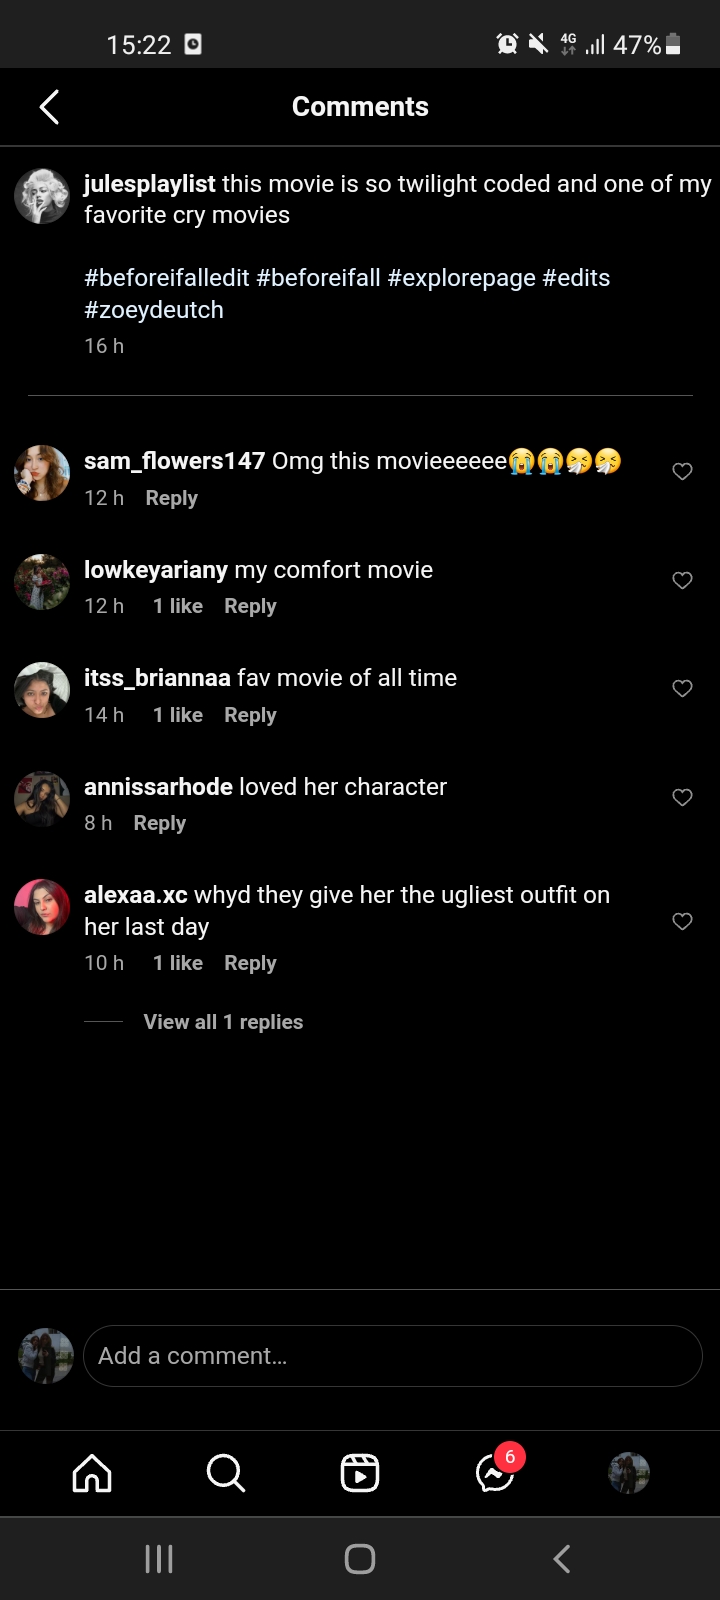 15:22 4G 47%
Comments
julesplaylist this movie is so twilight coded and one of my
favorite cry movies
#beforeifalledit #beforeifall #explorepage #edits
#zoeydeutch
16 h
sam_flowers147 Omg this movieeeeee😭😭🤧🤧
12 h Reply
lowkeyariany my comfort movie
12 h 1 like Reply
itss_briannaa fav movie of all time
14 h 1 like Reply
annissarhode loved her character
8 h Reply
alexaa.xc whyd they give her the ugliest outfit on
her last day
10 h 1 like Reply
View all 1 replies
Add a comment...
6